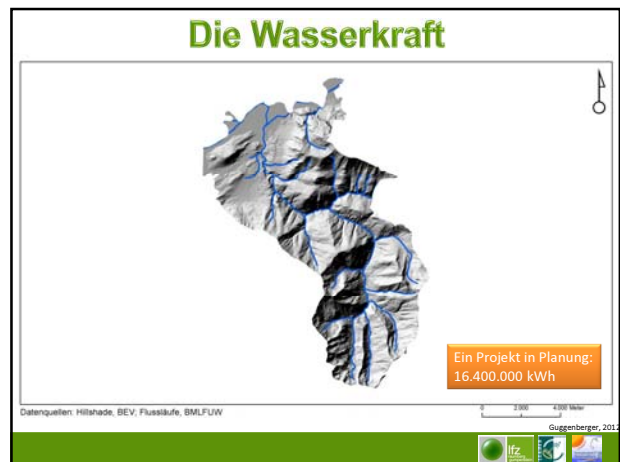 Die Wasserkraft
Ein Projekt in Planung:
16.400.000 kWh
Datenquellen: Hillshade, BEV; Flussläufe, BMLFUW
0 2.000 4.000 Meter
Guggenberger, 2012
lfz